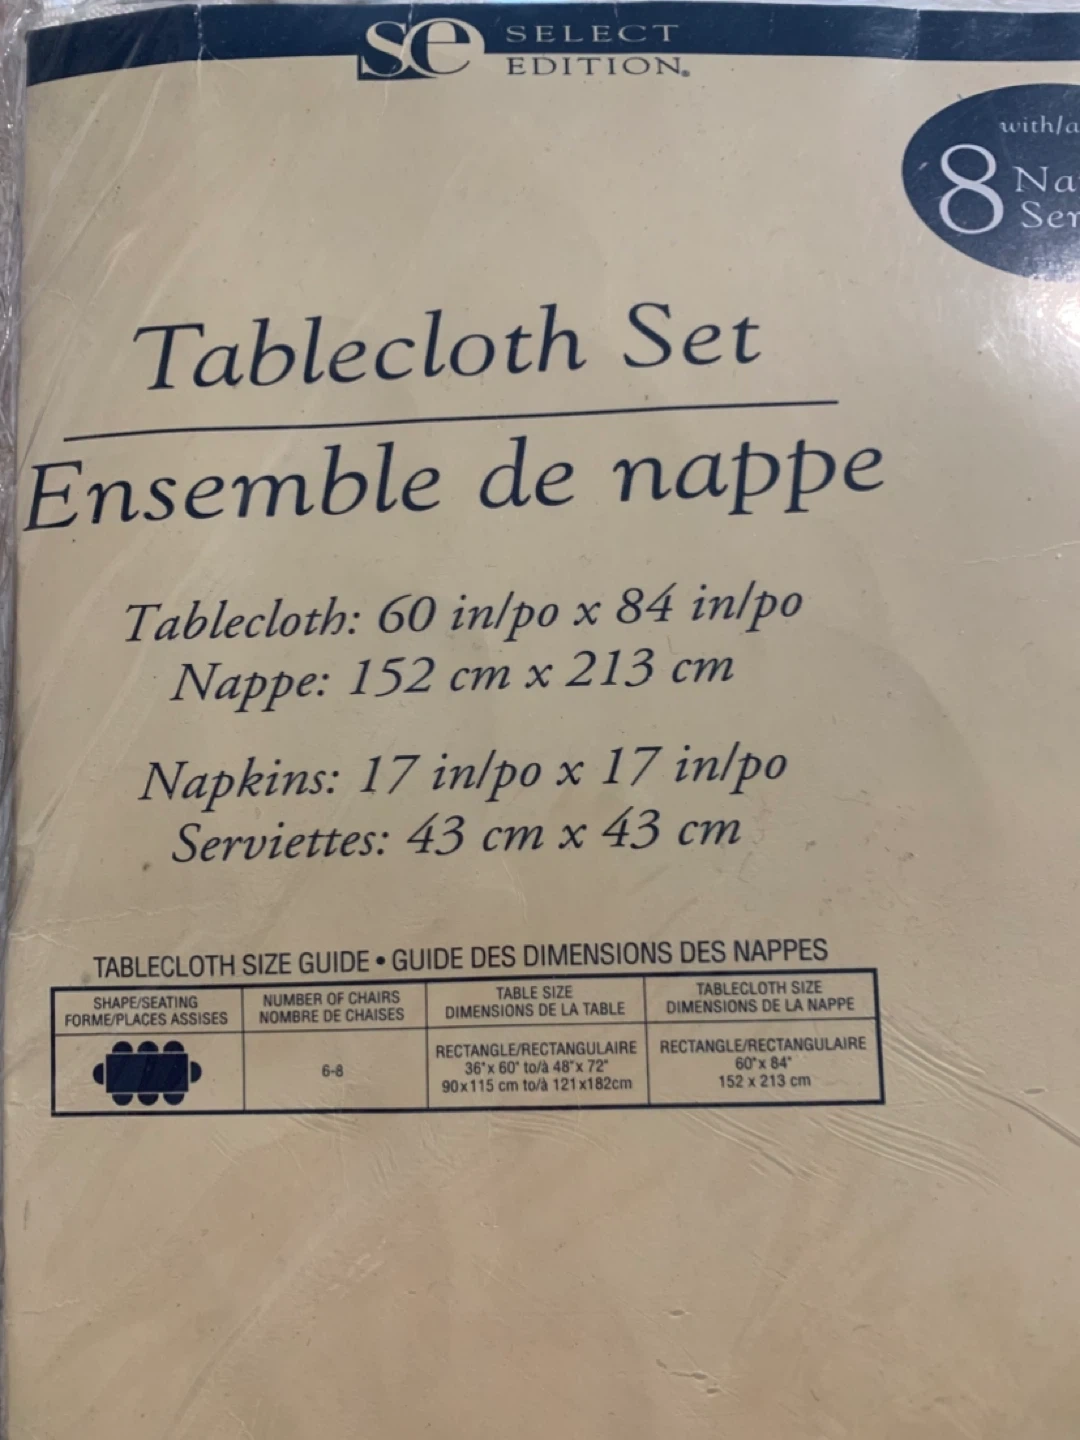 se SELECT
EDITION®
with/a
8
Tablecloth Set
Ensemble de nappe
Tablecloth: 60 in/po x 84 in/po
Nappe: 152 cm x 213 cm
Napkins: 17 in/po x 17 in/po
Serviettes: 43 cm x 43 cm
TABLECLOTH SIZE GUIDE • GUIDE DES DIMENSIONS DES NAPPES
SHAPE/SEATING
FORME/PLACES ASSISES
NUMBER OF CHAIRS
NOMBRE DE CHAISES
TABLE SIZE
DIMENSIONS DE LA TABLE
TABLECLOTH SIZE
DIMENSIONS DE LA NAPPE
6-8
RECTANGLE/RECTANGULAIRE
36"x 60" to/à 48"x 72"
90x115 cm to/à 121x182cm
RECTANGLE/RECTANGULAIRE
60"x 84"
152 x 213 cm